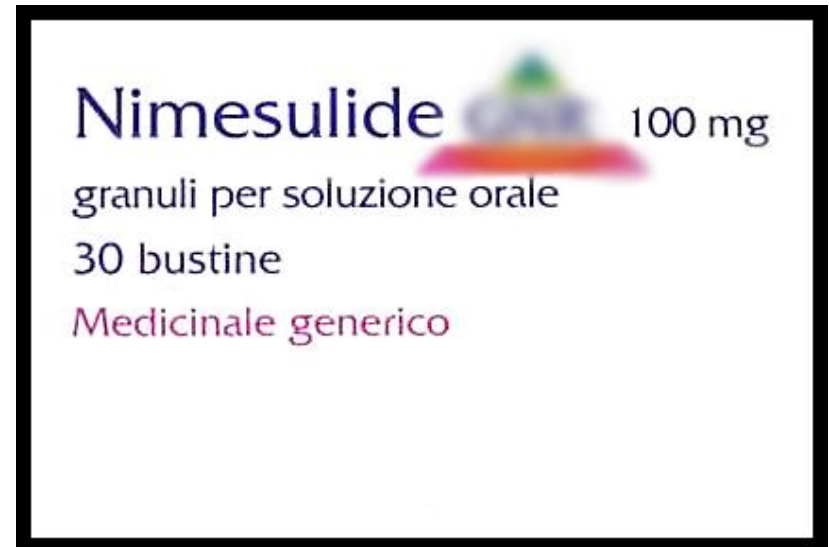 Nimesulide 100 mg
granuli per soluzione orale
30 bustine
Medicinale generico